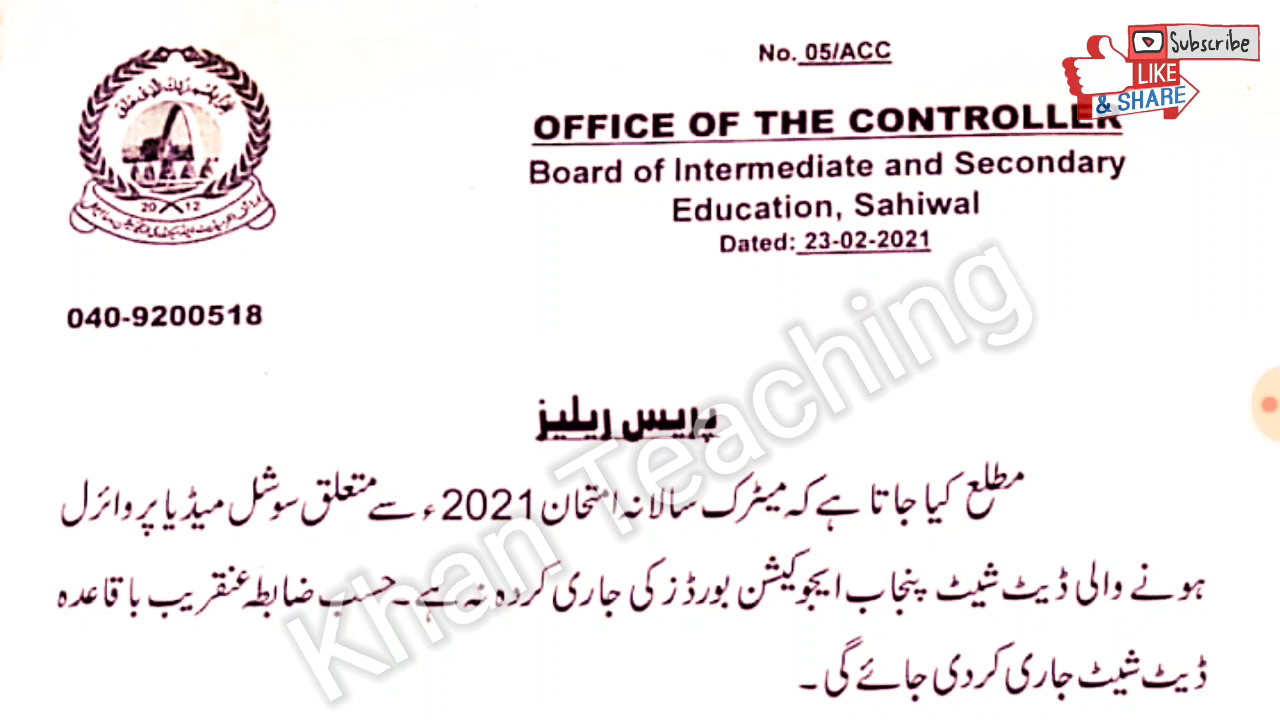 No. 05/ACC
Subscribe
LIKE
& SHARE
OFFICE OF THE CONTROLLER
Board of Intermediate and Secondary
Education, Sahiwal
Dated: 23-02-2021
2012
040-9200518
پریس ریلیز
مطلع کیا جاتا ہے کہ میٹرک سالانہ امتحان 2021ء سے متعلق سوشل میڈیا پر وائرل
ہونے والی ڈیٹ شیٹ پنجاب ایجوکیشن بورڈز کی جاری کردہ نہ ہے۔ حسب ضابطہ عنقریب باقاعدہ
ڈیٹ شیٹ جاری کر دی جائے گی۔
Khan Teaching